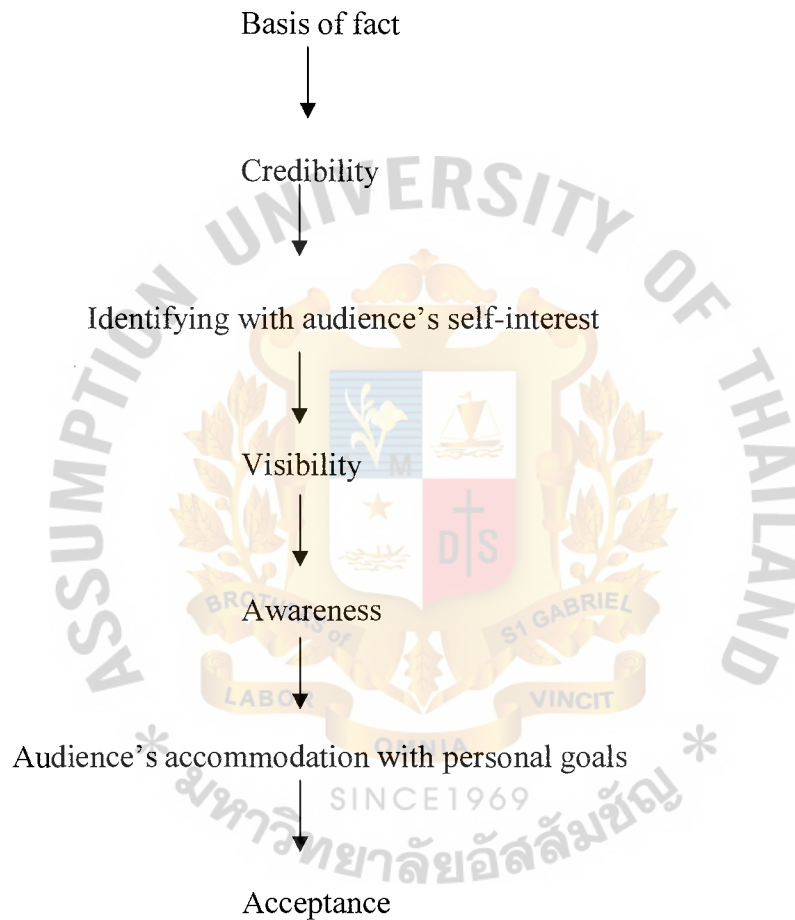 Basis of fact
Credibility
Identifying with audience's self-interest
Visibility
Awareness
Audience's accommodation with personal goals
Acceptance
ASSUMPTION UNIVERSITY OF THAILAND
M
D S
BROTHERS of
S1 GABRIEL
LABOR
VINCIT
OMNIA
SINCE1969
* มหาวิทยาลัยอัสสัมชัญ *